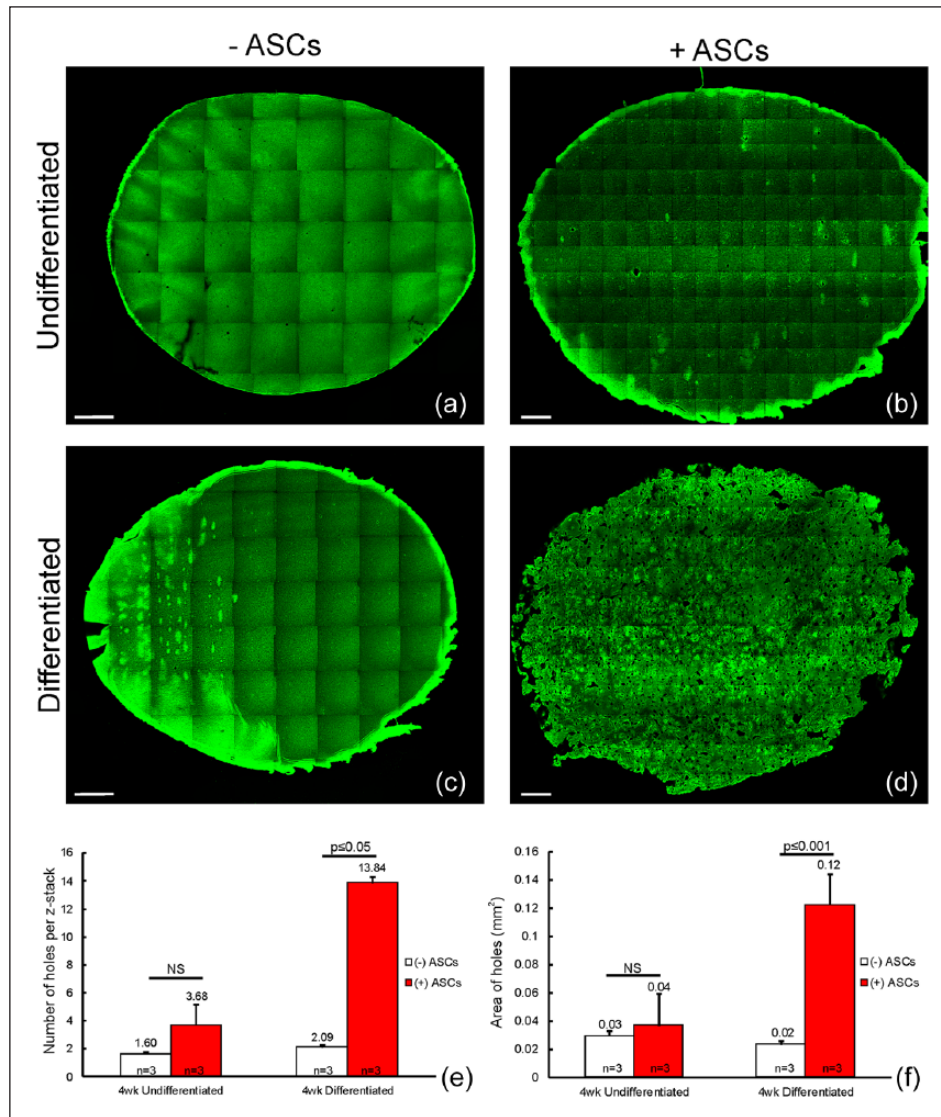 - ASCs
+ ASCs
Undifferentiated
(a)
(b)
Differentiated
(c)
(d)
Number of holes per z-stack
16
14
12
10
8
6
4
2
0
NS
p≤0.05
1.60
3.68
2.09
13.84
n=3
n=3
n=3
n=3
4wk Undifferentiated
4wk Differentiated
(-) ASCs
(+) ASCs
(e)
Area of holes (mm²)
0.16
0.14
0.12
0.10
0.08
0.06
0.04
0.02
0
NS
p≤0.001
0.03
0.04
0.02
0.12
n=3
n=3
n=3
n=3
4wk Undifferentiated
4wk Differentiated
(-) ASCs
(+) ASCs
(f)